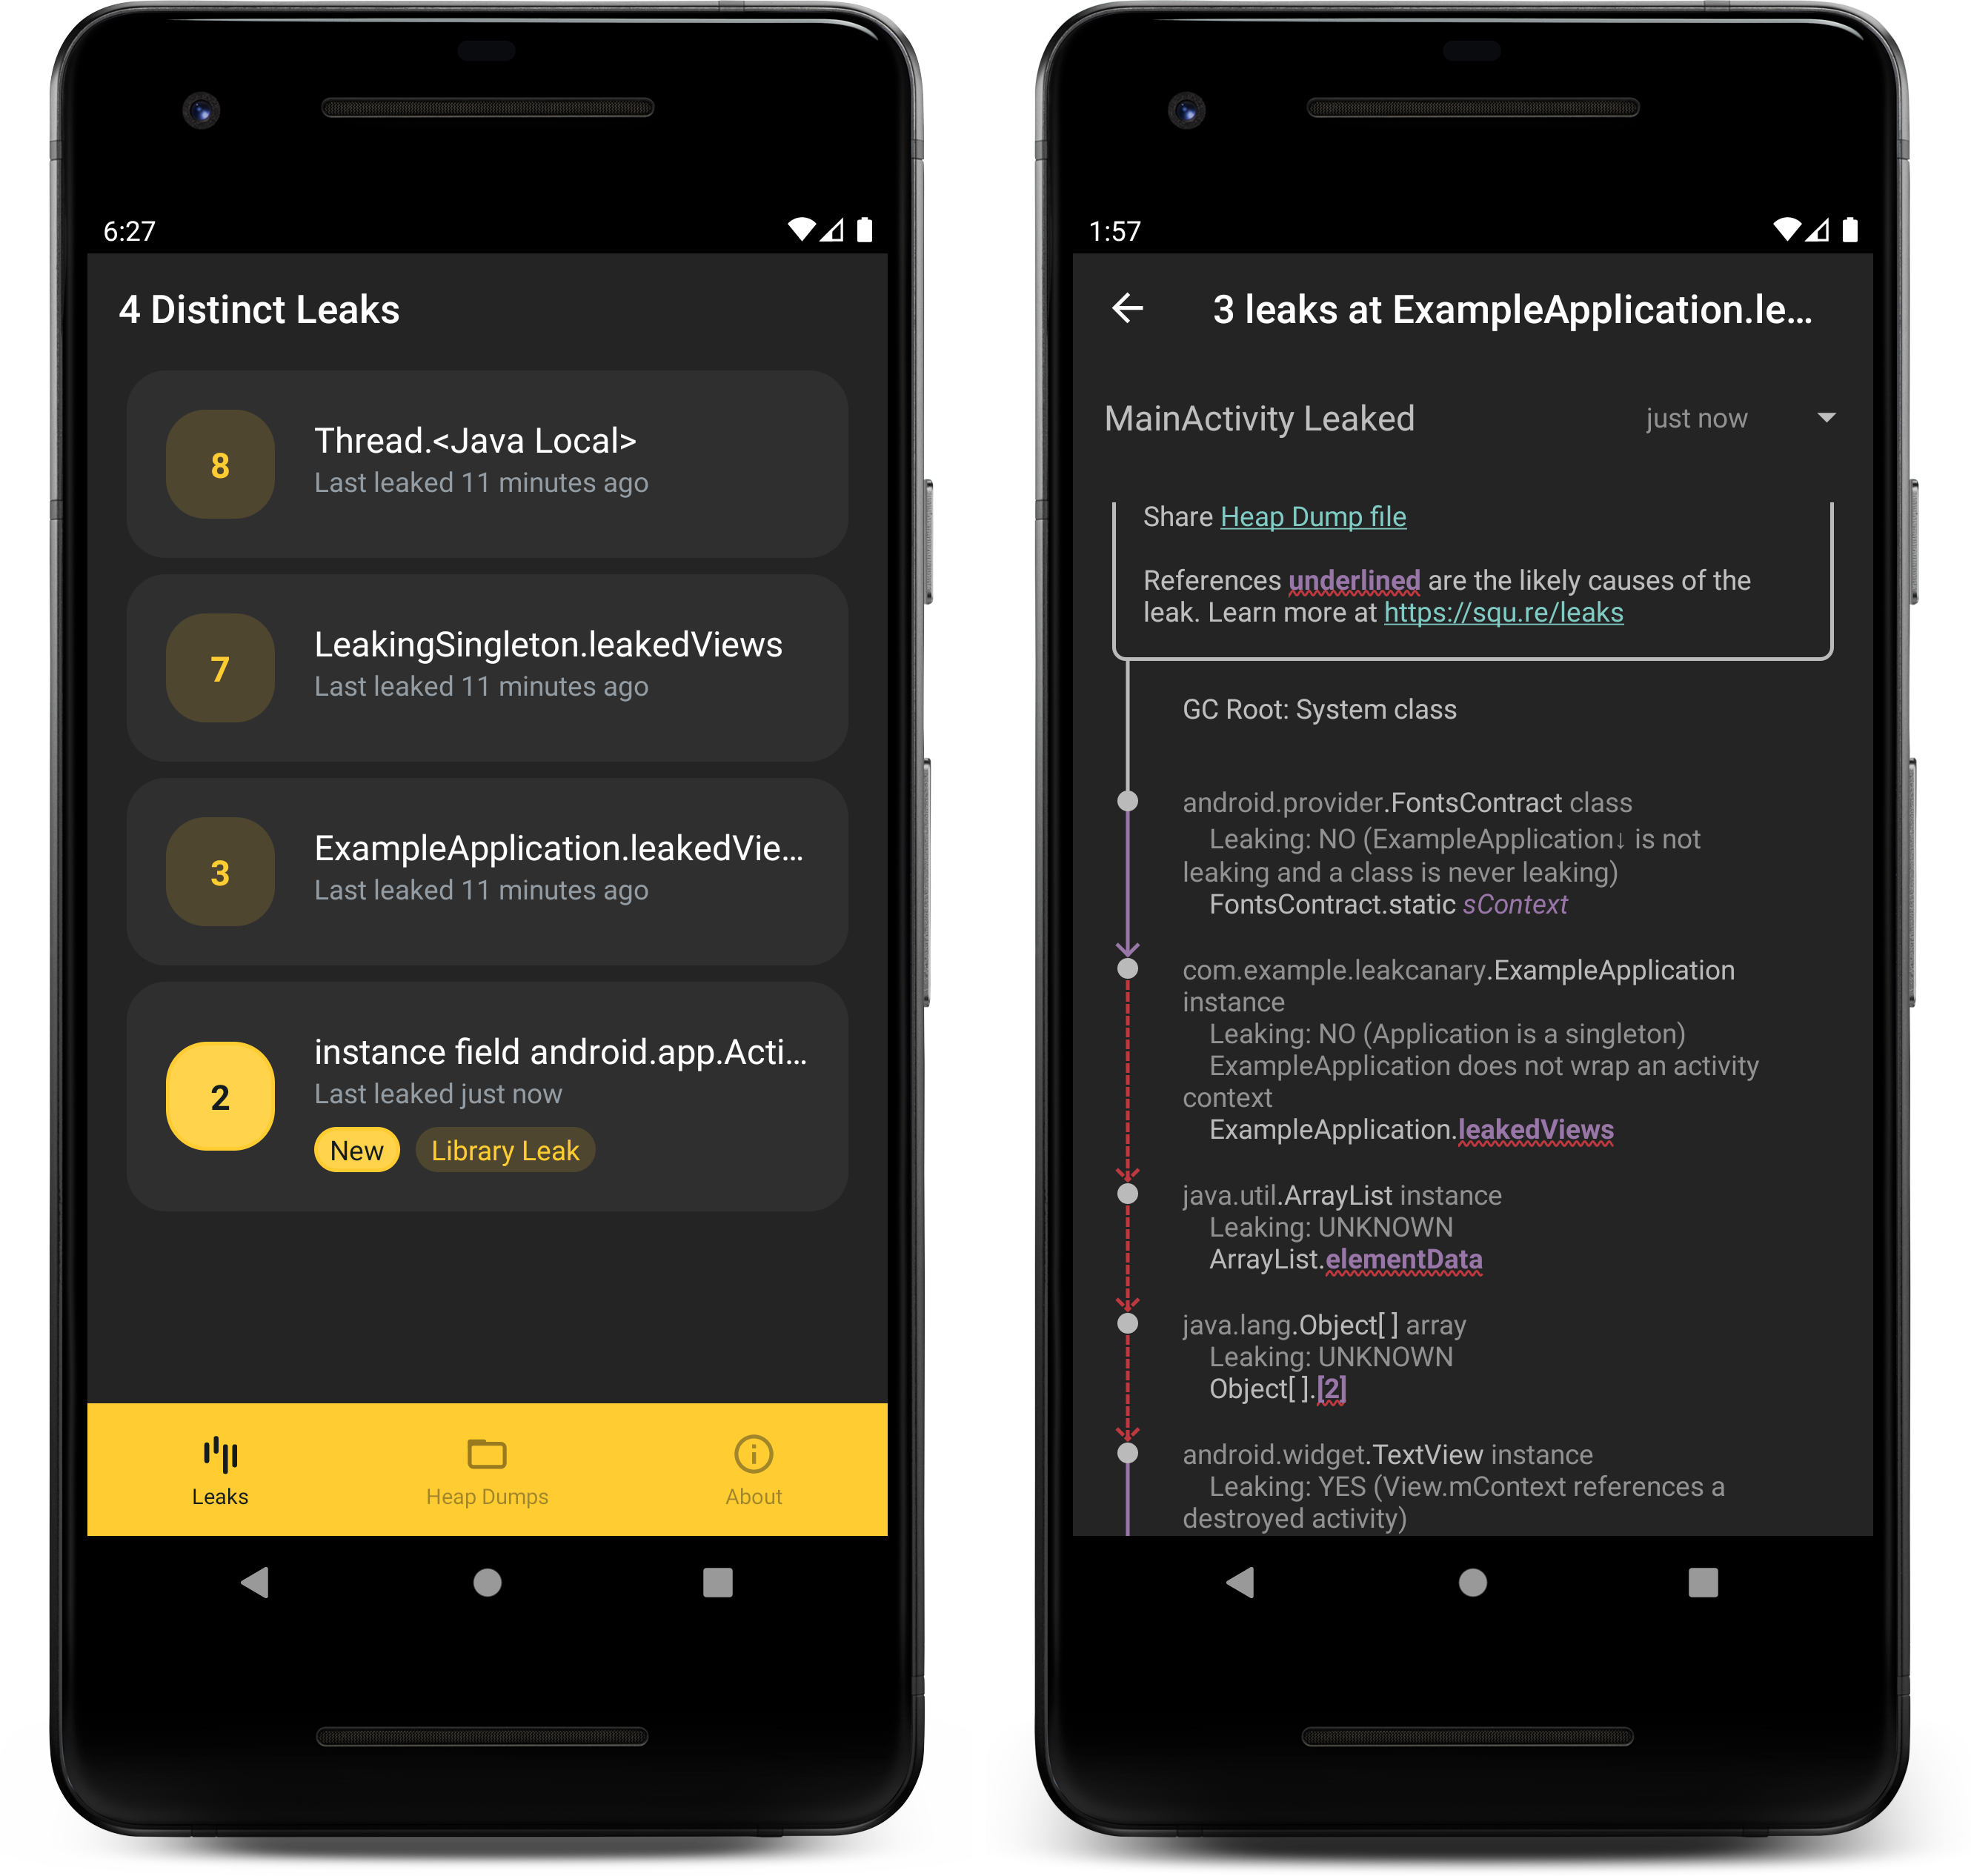 6:27
4 Distinct Leaks
8
Thread.<Java Local>
Last leaked 11 minutes ago
7
LeakingSingleton.leakedViews
Last leaked 11 minutes ago
3
ExampleApplication.leakedVie...
Last leaked 11 minutes ago
2
instance field android.app.Acti...
Last leaked just now
New
Library Leak
Leaks
Heap Dumps
About
1:57
3 leaks at ExampleApplication.le...
MainActivity Leaked
just now
Share Heap Dump file
References underlined are the likely causes of the
leak. Learn more at https://squ.re/leaks
GC Root: System class
android.provider.FontsContract class
Leaking: NO (ExampleApplication↓ is not
leaking and a class is never leaking)
FontsContract.static sContext
com.example.leakcanary.ExampleApplication
instance
Leaking: NO (Application is a singleton)
ExampleApplication does not wrap an activity
context
ExampleApplication.leakedViews
java.util.ArrayList instance
Leaking: UNKNOWN
ArrayList.elementData
java.lang.Object[] array
Leaking: UNKNOWN
Object[].[2]
android.widget.TextView instance
Leaking: YES (View.mContext references a
destroyed activity)